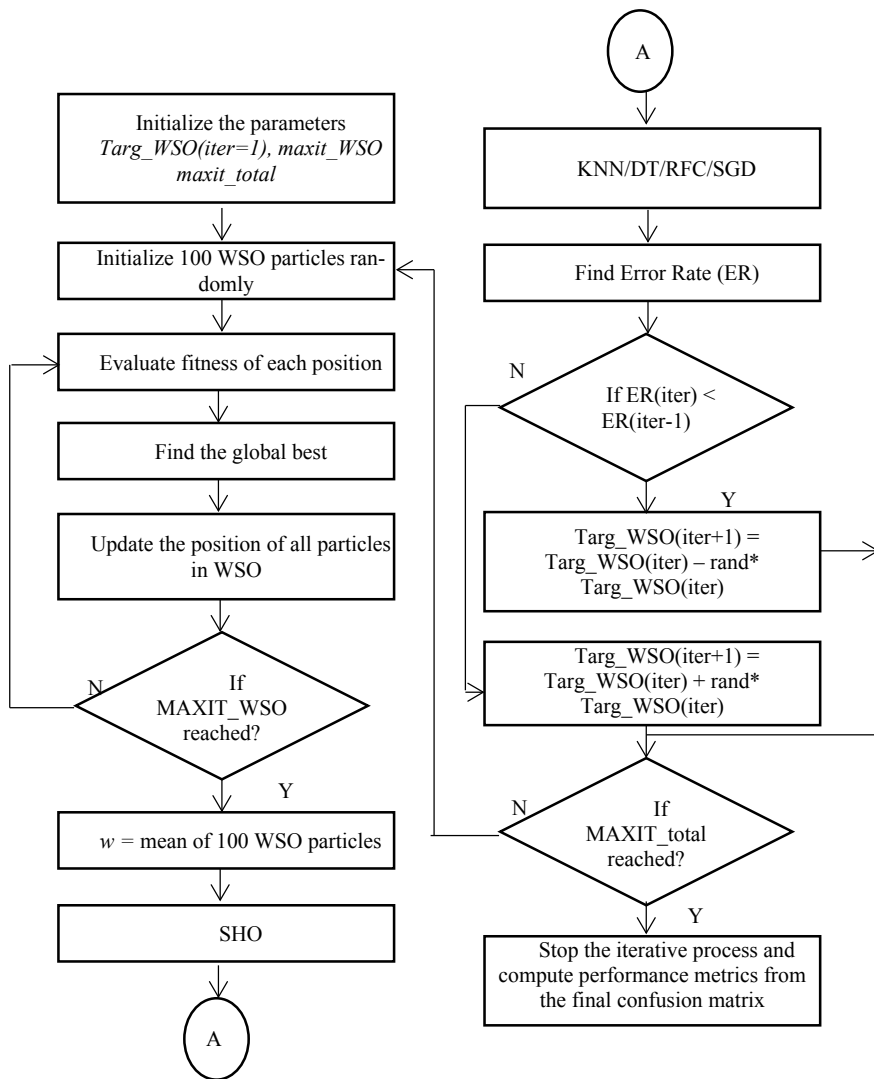 Initialize the parameters
Targ_WSO(iter=1), maxit_WSO
maxit_total
Initialize 100 WSO particles ran-
domly
Evaluate fitness of each position
Find the global best
Update the position of all particles
in WSO
N
If
MAXIT_WSO
reached?
Y
w = mean of 100 WSO particles
SHO
A
A
KNN/DT/RFC/SGD
Find Error Rate (ER)
N
If ER(iter) <
ER(iter-1)
Y
Targ_WSO(iter+1) =
Targ_WSO(iter) – rand*
Targ_WSO(iter)
Targ_WSO(iter+1) =
Targ_WSO(iter) + rand*
Targ_WSO(iter)
N
If
MAXIT_total
reached?
Y
Stop the iterative process and
compute performance metrics from
the final confusion matrix